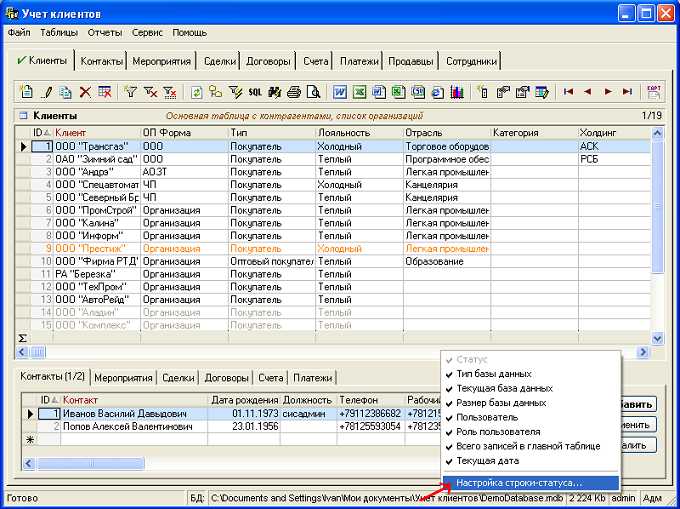 Учет клиентов
Файл Таблицы Отчеты Сервис Помощь
Клиенты Контакты Мероприятия Сделки Договоры Счета Платежи Продавцы Сотрудники
SQL
Клиенты Основная таблица с контрагентами, список организаций 1/19
ID Клиент ОП Форма Тип Лояльность Отрасль Категория Холдинг
1 ООО "Трансгаз" ООО Покупатель Холодный Торговое оборудов АСК
2 ОАО "Зимний сад" ООО Покупатель Теплый Программное обес РСБ
3 ООО "Андрэ" АОЗТ Покупатель Теплый Легкая промышлен
4 ООО "Спецавтомат ЧП Покупатель Холодный Канцелярия
5 ООО "Северный Бр ЧП Покупатель Теплый Канцелярия
6 ООО "ПромСтрой" Организация Покупатель Теплый Легкая промышлен
7 ООО "Калина" Организация Покупатель Теплый Легкая промышлен
8 ООО "Информ" Организация Покупатель Теплый Легкая промышлен
9 ООО "Престиж" Организация Покупатель Холодный Легкая промышлен
10 ООО "Фирма РТД" Организация Оптовый покупател Теплый Образование
11 РА "Березка" Организация Покупатель Теплый
12 ООО "ТехПром" Организация Покупатель Теплый
13 ООО "АвтоРейд" Организация Покупатель Теплый
14 ООО "Аладин" Организация Покупатель Теплый
15 ООО "Комплекс" Организация Покупатель Теплый
Σ
Контакты (1/2) Мероприятия Сделки Договоры Счета Платежи
ID Контакт Дата рождения Должность Телефон Рабочий
1 Иванов Василий Давыдович 01.11.1973 сисадмин +79112386682 +781215
2 Попов Алексей Валентинович 23.01.1956 +78125593054 +781215
Статус
Тип базы данных
Текущая база данных
Размер базы данных
Пользователь
Роль пользователя
Всего записей в главной таблице
Текущая дата
Настройка строки-статуса...
Готово БД: C:\Documents and Settings\Ivan\Мои документы\Учет клиентов\DemoDatabase.mdb 2 224 Kb admin Адм